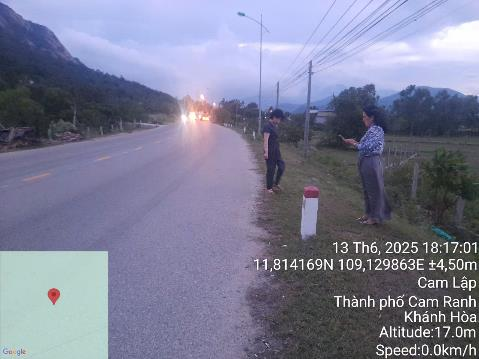 13 Th6, 2025 18:17:01
11,814169N 109,129863E ±4,50m
Cam Lập
Thành phố Cam Ranh
Khánh Hòa
Altitude:17.0m
Speed:0.0km/h
Google